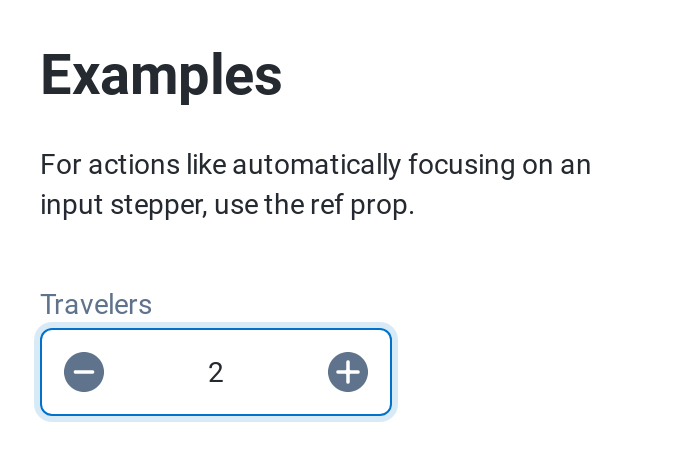 Examples
For actions like automatically focusing on an
input stepper, use the ref prop.
Travelers
2